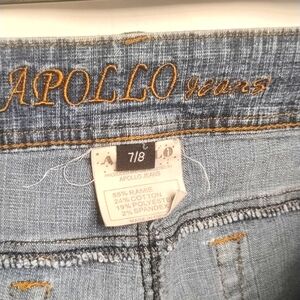 APOLLO Jeans
7/8
APOLLO JEANS
55% RAMIE
24% COTTON
19% POLYESTER
2% SPANDEX